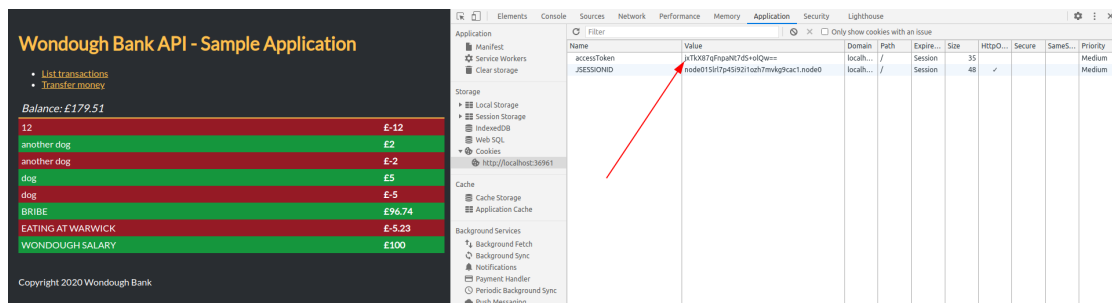 Wondough Bank API - Sample Application
List transactions
Transfer money
Balance: £179.51
12 £-12
another dog £2
another dog £-2
dog £5
dog £-5
BRIBE £96.74
EATING AT WARWICK £-5.23
WONDOUGH SALARY £100
Copyright 2020 Wondough Bank
Elements Console Sources Network Performance Memory Application Security Lighthouse
Application
Manifest
Service Workers
Clear storage
Storage
Local Storage
Session Storage
IndexedDB
Web SQL
Cookies
http://localhost:36961
Cache
Cache Storage
Application Cache
Background Services
Background Fetch
Background Sync
Notifications
Payment Handler
Periodic Background Sync
Push Messaging
Filter Only show cookies with an issue
Name Value Domain Path Expire... Size HttpO... Secure SameS... Priority
accessToken jxTkX87qFnpaNt7dS+olQw== localh... / Session 35 Medium
JSESSIONID node015lrl7p45i92i1ozh7mvkg9cac1.node0 localh... / Session 48 ✓ Medium